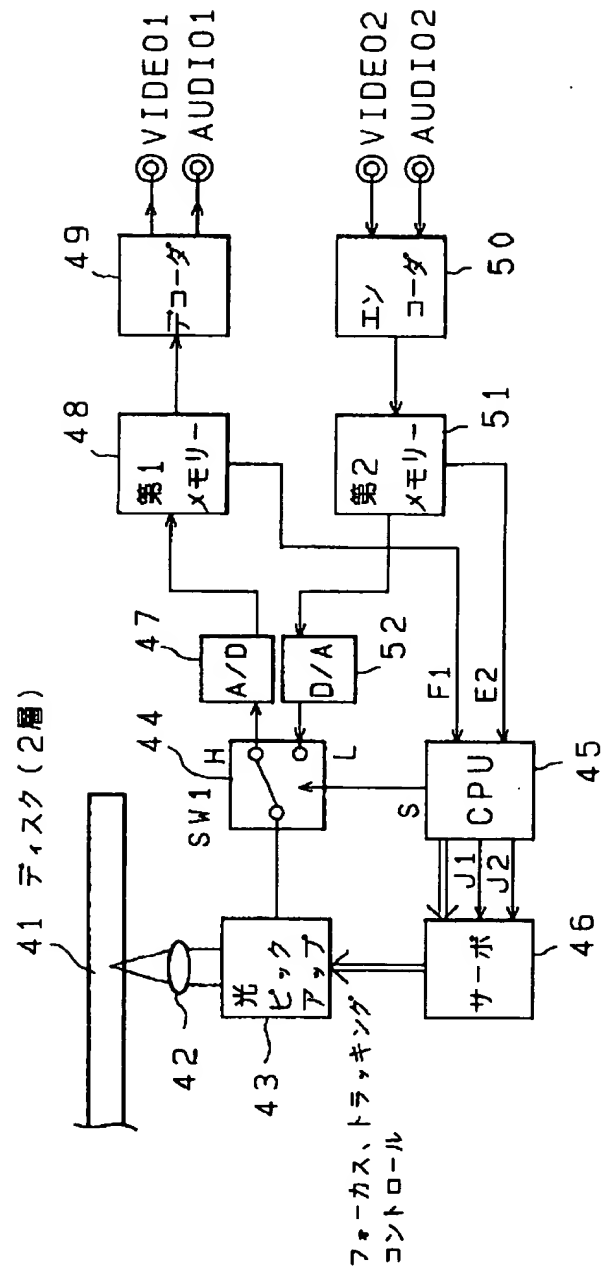 41 ディスク(2層)
42
光
ピック
アップ
43
フォーカス、トラッキング
コントロール
SW1
44
H
L
S
47
A/D
D/A
52
48
第1
メモリー
49
デコーダ
VIDEO1
AUDIO1
VIDEO2
AUDIO2
エン
コーダ
50
第2
メモリー
51
F1
E2
CPU
45
J1
J2
サーボ
46